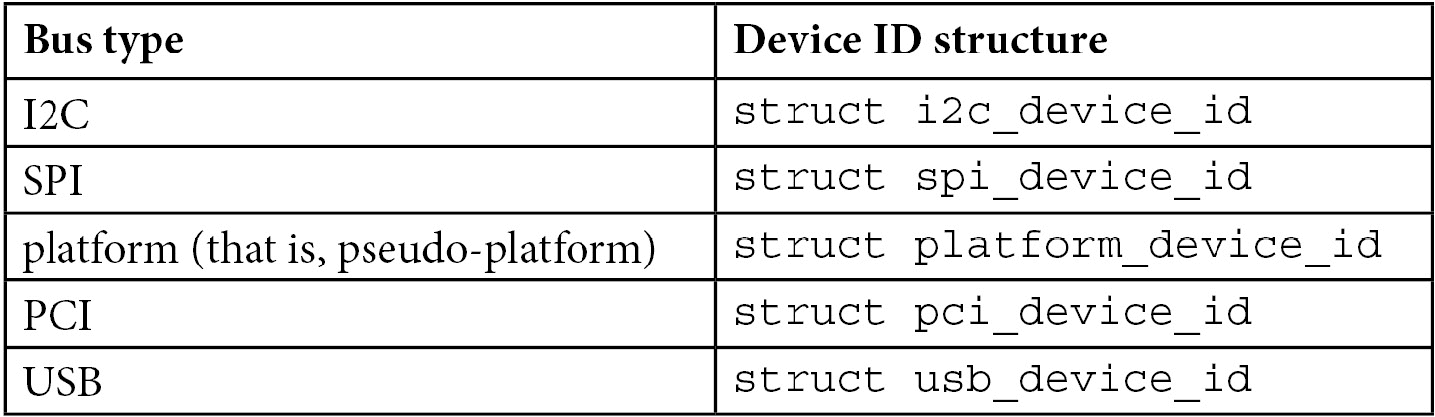 Bus type Device ID structure
I2C struct i2c_device_id
SPI struct spi_device_id
platform (that is, pseudo-platform) struct platform_device_id
PCI struct pci_device_id
USB struct usb_device_id